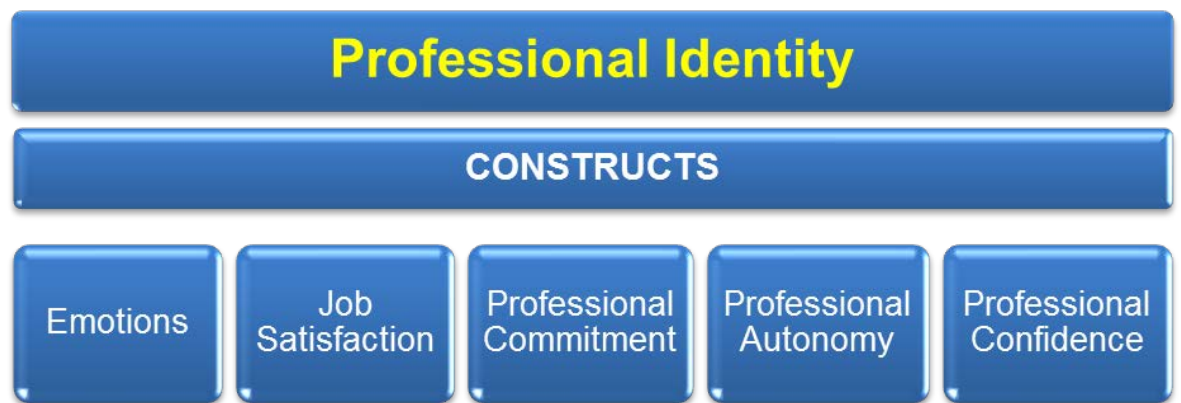 Professional Identity
CONSTRUCTS
Emotions
Job
Satisfaction
Professional
Commitment
Professional
Autonomy
Professional
Confidence